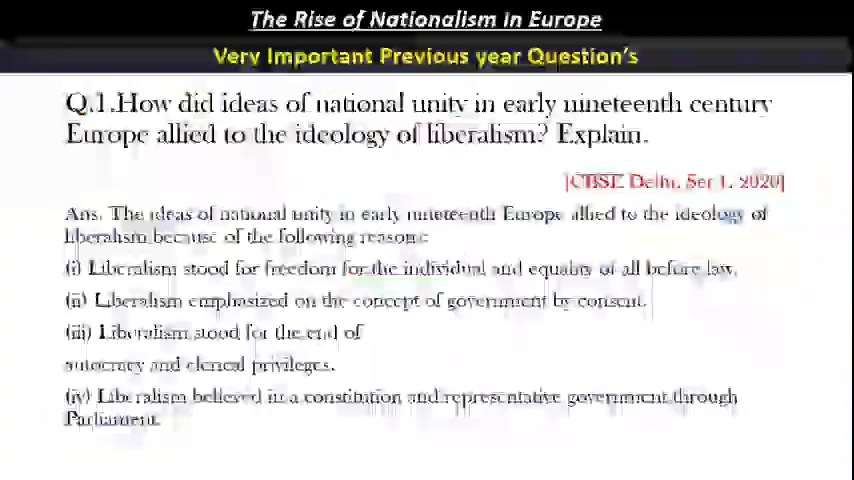 The Rise of Nationalism in Europe
Very Important Previous year Question's
Q.1.How did ideas of national unity in early nineteenth century
Europe allied to the ideology of liberalism? Explain.
[CBSE Delhi, Set 1, 2020]
Ans. The ideas of national unity in early nineteenth Europe allied to the ideology of
liberalism because of the following reasons:
(i) Liberalism stood for freedom for the individual and equality of all before law.
(ii) Liberalism emphasized on the concept of government by consent.
(iii) Liberalism stood for the end of
autocracy and clerical privileges.
(iv) Liberalism believed in a constitution and representative government through
Parliament.